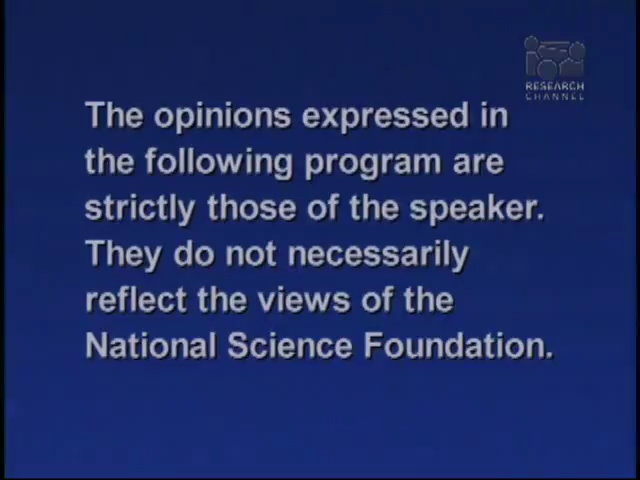 RESEARCH
CHANNEL
The opinions expressed in
the following program are
strictly those of the speaker.
They do not necessarily
reflect the views of the
National Science Foundation.